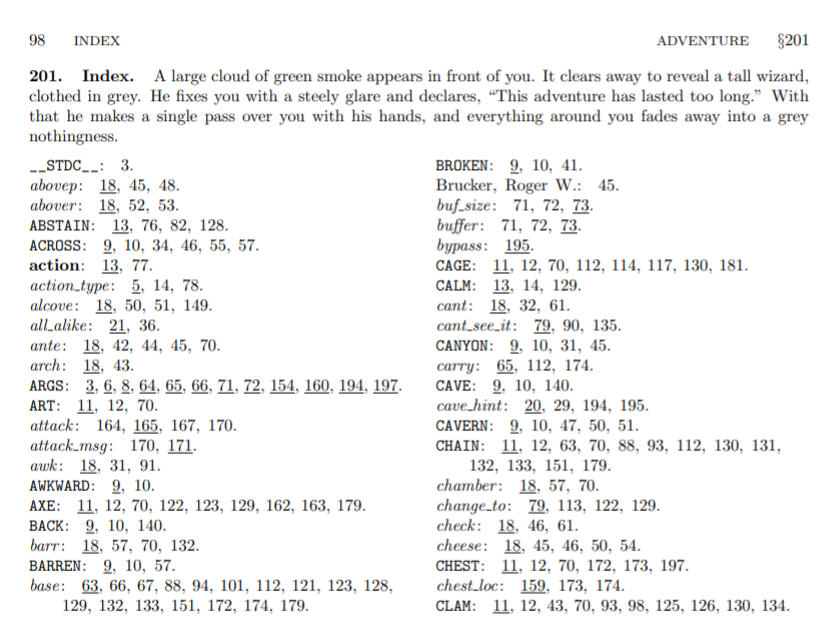 98 INDEX ADVENTURE §201
201. Index. A large cloud of green smoke appears in front of you. It clears away to reveal a tall wizard,
clothed in grey. He fixes you with a steely glare and declares, “This adventure has lasted too long.” With
that he makes a single pass over you with his hands, and everything around you fades away into a grey
nothingness.
__STDC__: 3.
abovep: 18, 45, 48.
abover: 18, 52, 53.
ABSTAIN: 13, 76, 82, 128.
ACROSS: 9, 10, 34, 46, 55, 57.
action: 13, 77.
action_type: 5, 14, 78.
alcove: 18, 50, 51, 149.
all_alike: 21, 36.
ante: 18, 42, 44, 45, 70.
arch: 18, 43.
ARGS: 3, 6, 8, 64, 65, 66, 71, 72, 154, 160, 194, 197.
ART: 11, 12, 70.
attack: 164, 165, 167, 170.
attack_msg: 170, 171.
awk: 18, 31, 91.
AWKWARD: 9, 10.
AXE: 11, 12, 70, 122, 123, 129, 162, 163, 179.
BACK: 9, 10, 140.
barr: 18, 57, 70, 132.
BARREN: 9, 10, 57.
base: 63, 66, 67, 88, 94, 101, 112, 121, 123, 128,
129, 132, 133, 151, 172, 174, 179.
BROKEN: 9, 10, 41.
Brucker, Roger W.: 45.
buf_size: 71, 72, 73.
buffer: 71, 72, 73.
bypass: 195.
CAGE: 11, 12, 70, 112, 114, 117, 130, 181.
CALM: 13, 14, 129.
cant: 18, 32, 61.
cant_see_it: 79, 90, 135.
CANYON: 9, 10, 31, 45.
carry: 65, 112, 174.
CAVE: 9, 10, 140.
cave_hint: 20, 29, 194, 195.
CAVERN: 9, 10, 47, 50, 51.
CHAIN: 11, 12, 63, 70, 88, 93, 112, 130, 131,
132, 133, 151, 179.
chamber: 18, 57, 70.
change_to: 79, 113, 122, 129.
check: 18, 46, 61.
cheese: 18, 45, 46, 50, 54.
CHEST: 11, 12, 70, 172, 173, 197.
chest_loc: 159, 173, 174.
CLAM: 11, 12, 43, 70, 93, 98, 125, 126, 130, 134.